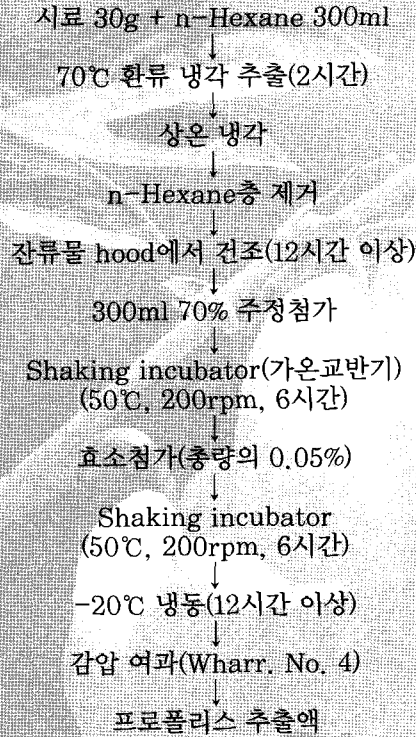 시료 30g + n-Hexane 300ml
↓
70℃ 환류 냉각 추출(2시간)
↓
상온 냉각
↓
n-Hexane층 제거
↓
잔류물 hood에서 건조(12시간 이상)
↓
300ml 70% 주정첨가
↓
Shaking incubator(가온교반기)
(50℃, 200rpm, 6시간)
↓
효소첨가(총량의 0.05%)
↓
Shaking incubator
(50℃, 200rpm, 6시간)
↓
-20℃ 냉동(12시간 이상)
↓
감압 여과(Wharr. No. 4)
↓
프로폴리스 추출액